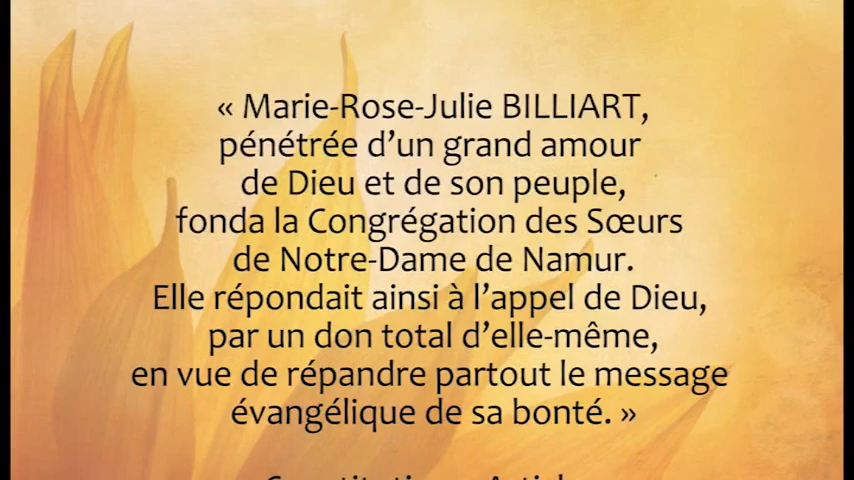 « Marie-Rose-Julie BILLIART,
pénétrée d’un grand amour
de Dieu et de son peuple,
fonda la Congrégation des Sœurs
de Notre-Dame de Namur.
Elle répondait ainsi à l’appel de Dieu,
par un don total d’elle-même,
en vue de répandre partout le message
évangélique de sa bonté. »